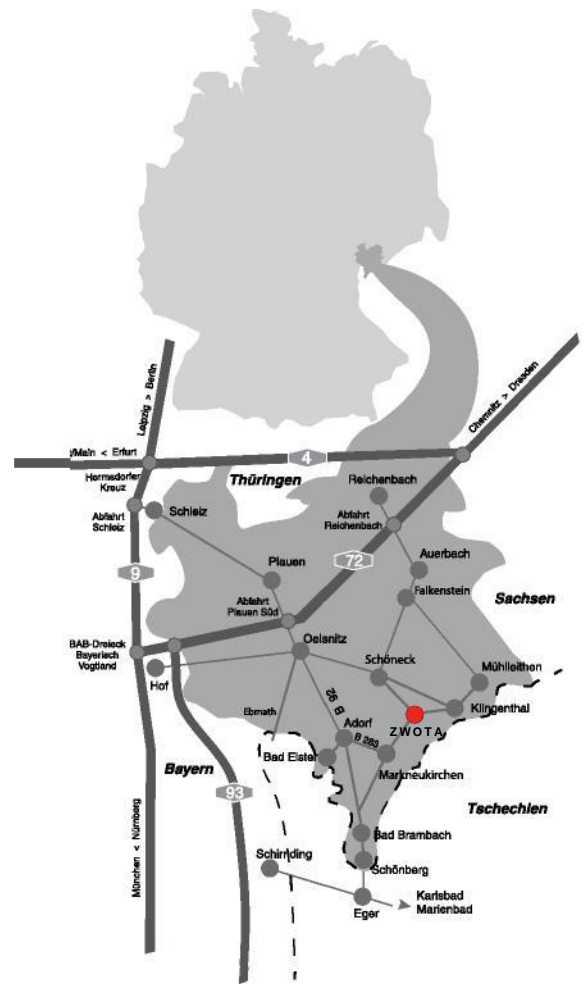 Leipzig > Berlin
Chemnitz > Dresden
/Main < Erfurt
4
Hermsdorfer
Kreuz
Thüringen
Reichenbach
Abfahrt
Schleiz
Schleiz
Abfahrt
Reichenbach
Plauen
72
Auerbach
9
Falkenstein
Sachsen
Abfahrt
Plauen Süd
BAB-Dreieck
Bayerisch
Vogtland
Oelsnitz
Schöneck
Mühlleithen
Hof
Klingenthal
B 92
Ebmath
ZWOTA
Adorf
B 283
Bad Elster
Markneukirchen
Bayern
93
Tschechien
München < Nürnberg
Bad Brambach
Schirnding
Schönberg
Eger
Karlsbad
Marienbad